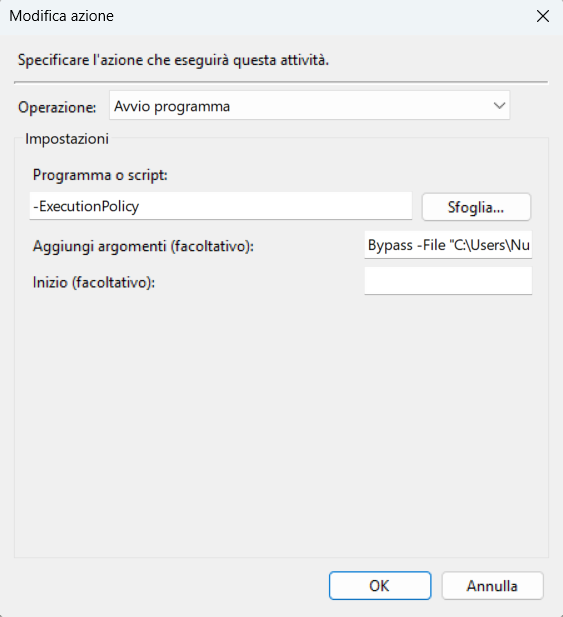 Modifica azione
Specificare l'azione che eseguirà questa attività.
Operazione: Avvio programma
Impostazioni
Programma o script:
-ExecutionPolicy Sfoglia...
Aggiungi argomenti (facoltativo): Bypass -File "C:\Users\Nu
Inizio (facoltativo):
OK Annulla